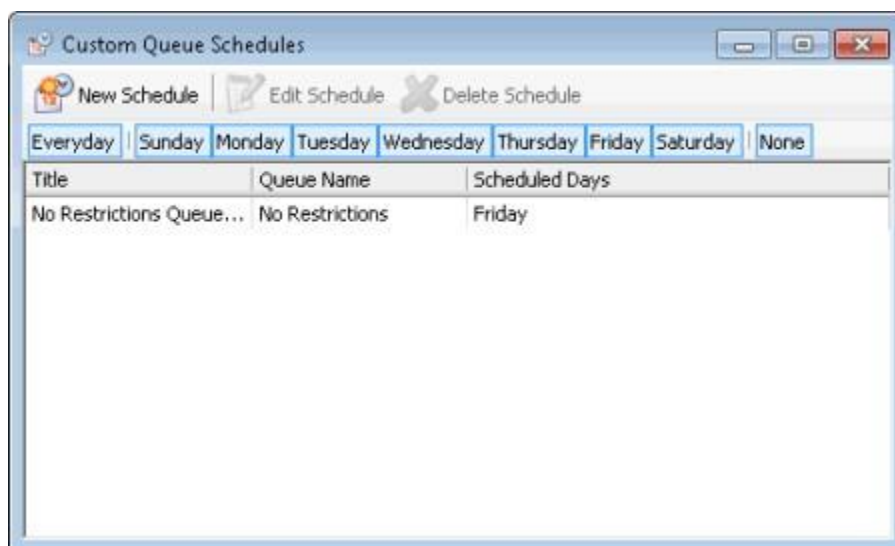 Custom Queue Schedules
New Schedule Edit Schedule Delete Schedule
Everyday Sunday Monday Tuesday Wednesday Thursday Friday Saturday None
Title Queue Name Scheduled Days
No Restrictions Queue... No Restrictions Friday